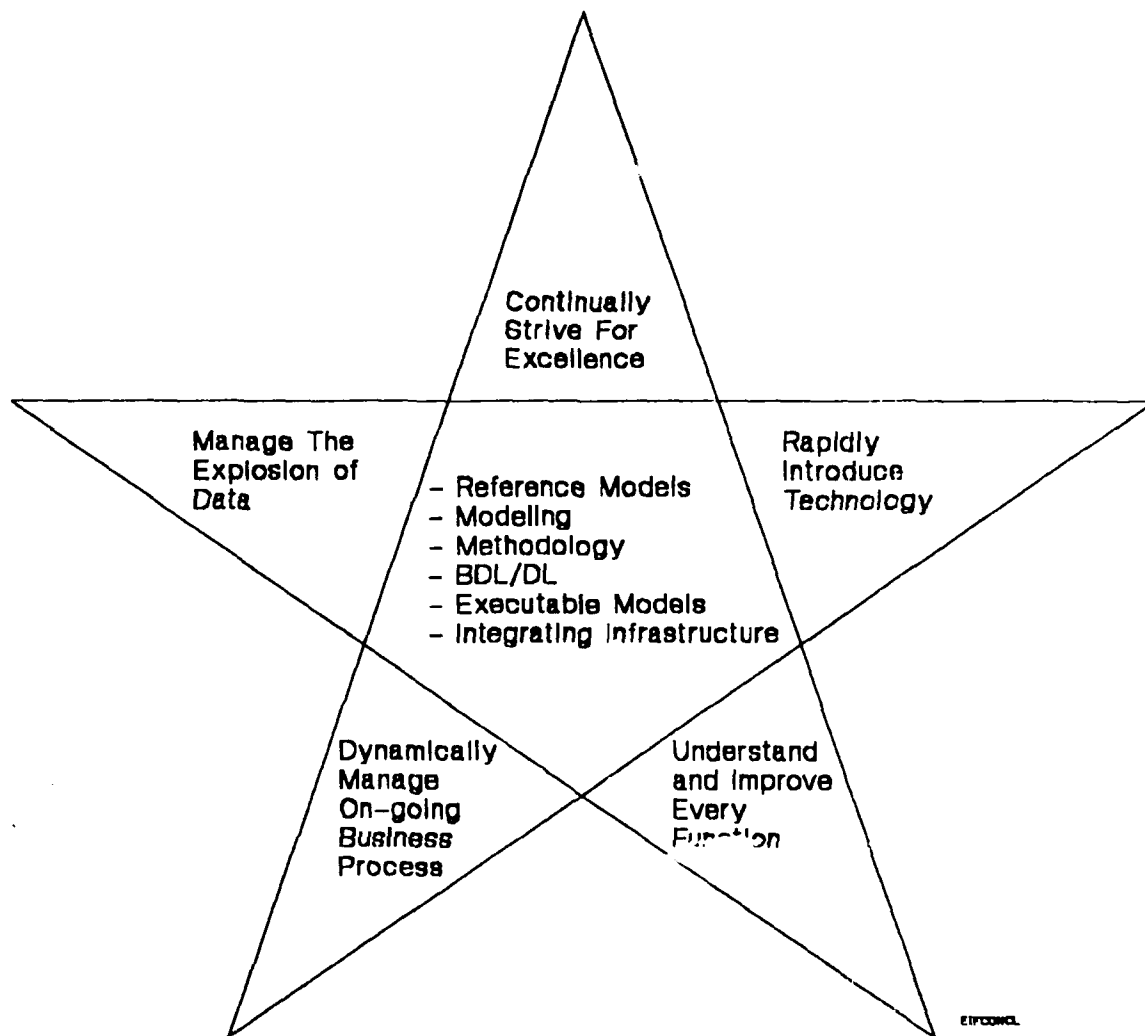 Continually
Strive For
Excellence
Manage The
Explosion of
Data
Rapidly
Introduce
Technology
- Reference Models
- Modeling
- Methodology
- BDL/DL
- Executable Models
- Integrating Infrastructure
Dynamically
Manage
On-going
Business
Process
Understand
and Improve
Every
Function